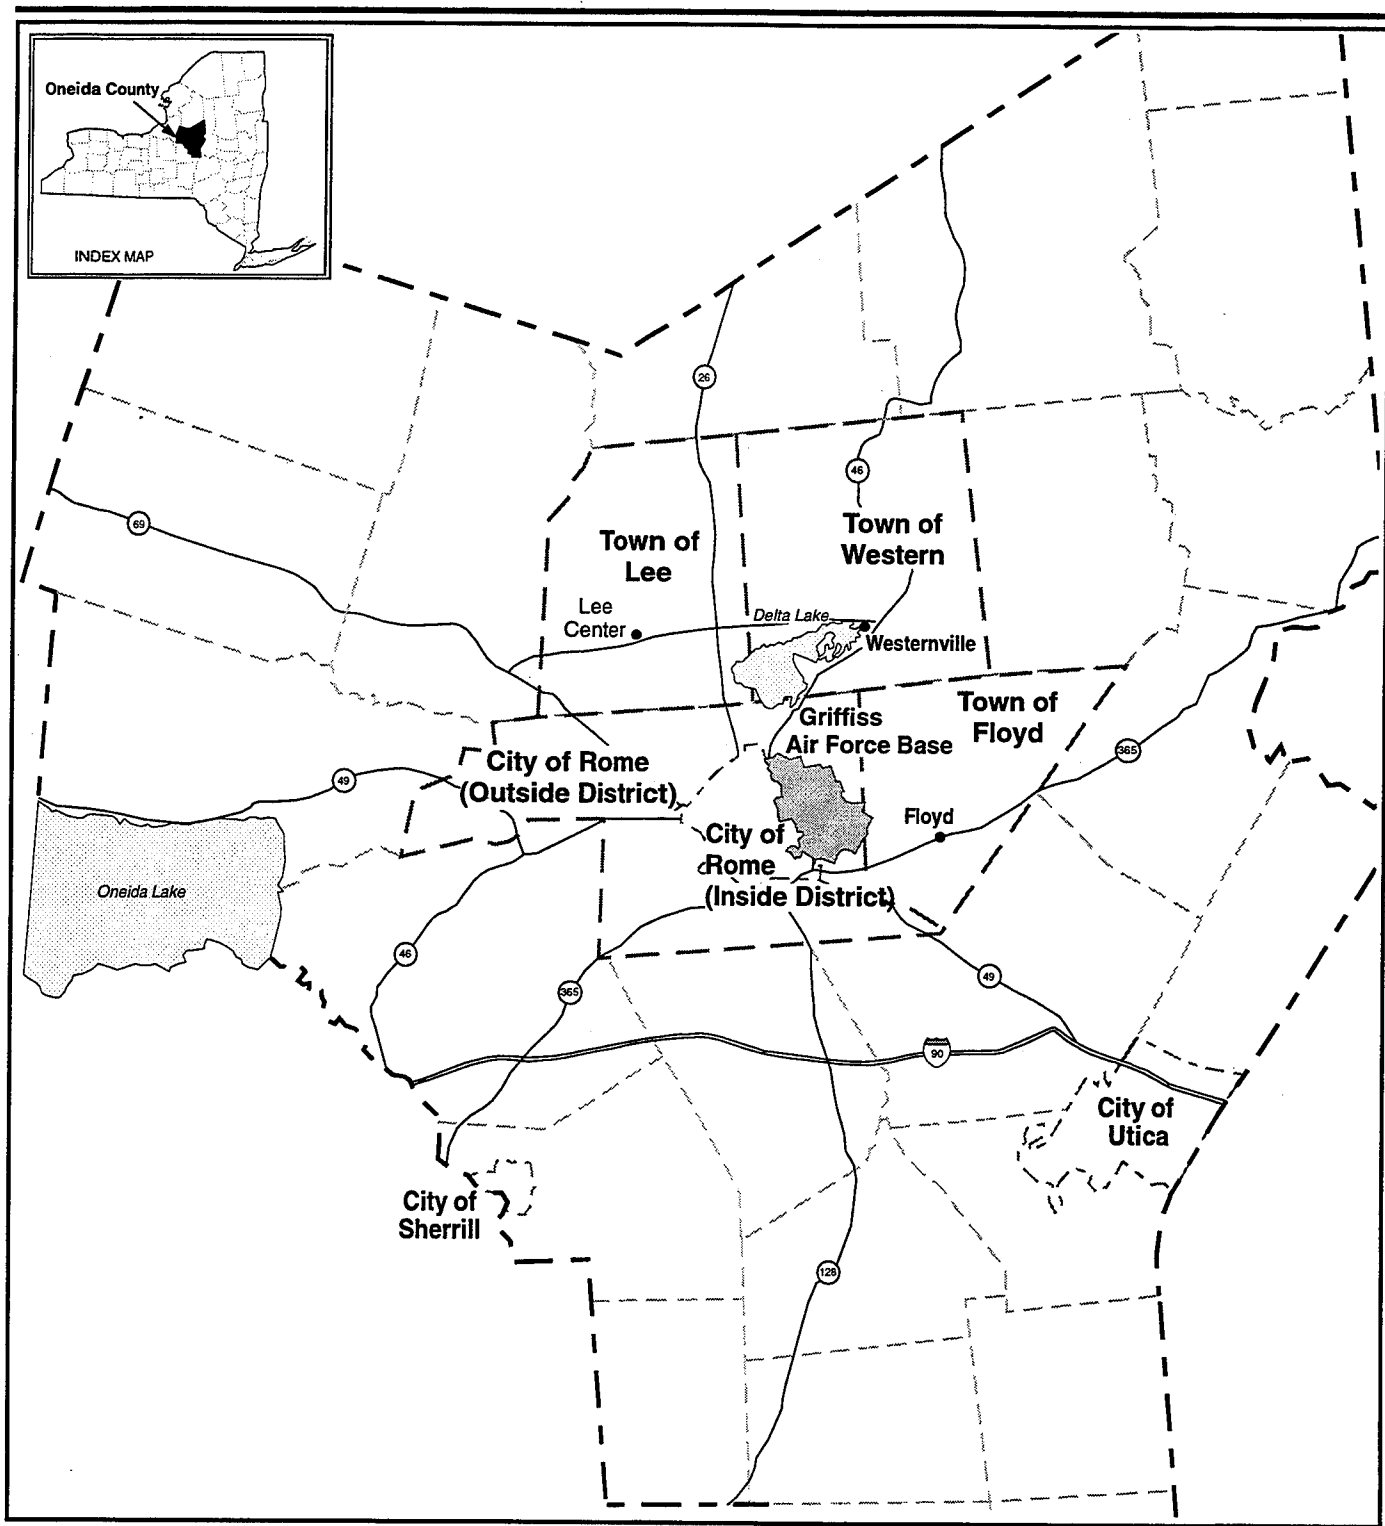 Oneida County
INDEX MAP
26
46
69
Town of
Lee
Town of
Western
Lee
Center
Delta Lake
Westernville
Town of
Floyd
Griffiss
Air Force Base
365
City of Rome
(Outside District)
49
Floyd
City of
Rome
(Inside District)
Oneida Lake
46
365
49
90
City of
Utica
City of
Sherrill
128